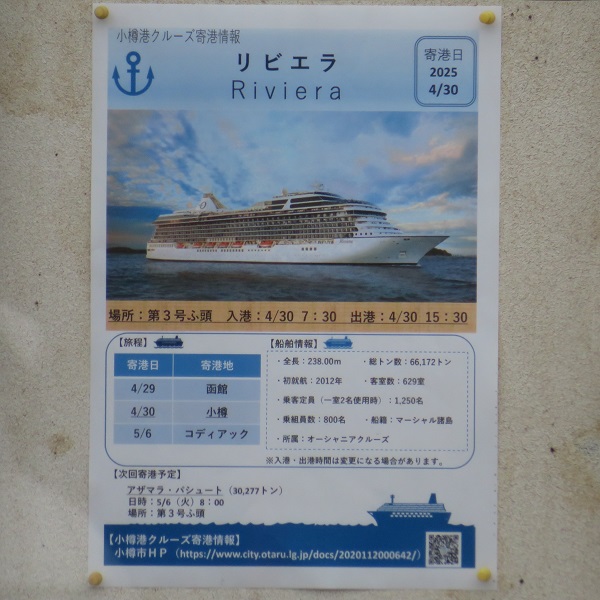 小樽港クルーズ寄港情報
リビエラ
Riviera
寄港日
2025
4/30
場所：第３号ふ頭　入港：4/30 7：30　出港：4/30 15：30
【旅程】
寄港日　寄港地
4/29　函館
4/30　小樽
5/6　コディアック
【船舶情報】
・全長：238.00m　・総トン数：66,172トン
・初就航：2012年　・客室数：629室
・乗客定員（一室2名使用時）：1,250名
・乗組員数：800名　・船籍：マーシャル諸島
・所属：オーシャニアクルーズ
※入港・出港時間は変更になる場合があります。
【次回寄港予定】
アザマラ・パシュート（30,277トン）
日時：5/6（火）8：00
場所：第３号ふ頭
【小樽港クルーズ寄港情報】
小樽市ＨＰ（https://www.city.otaru.lg.jp/docs/2020112000642/）